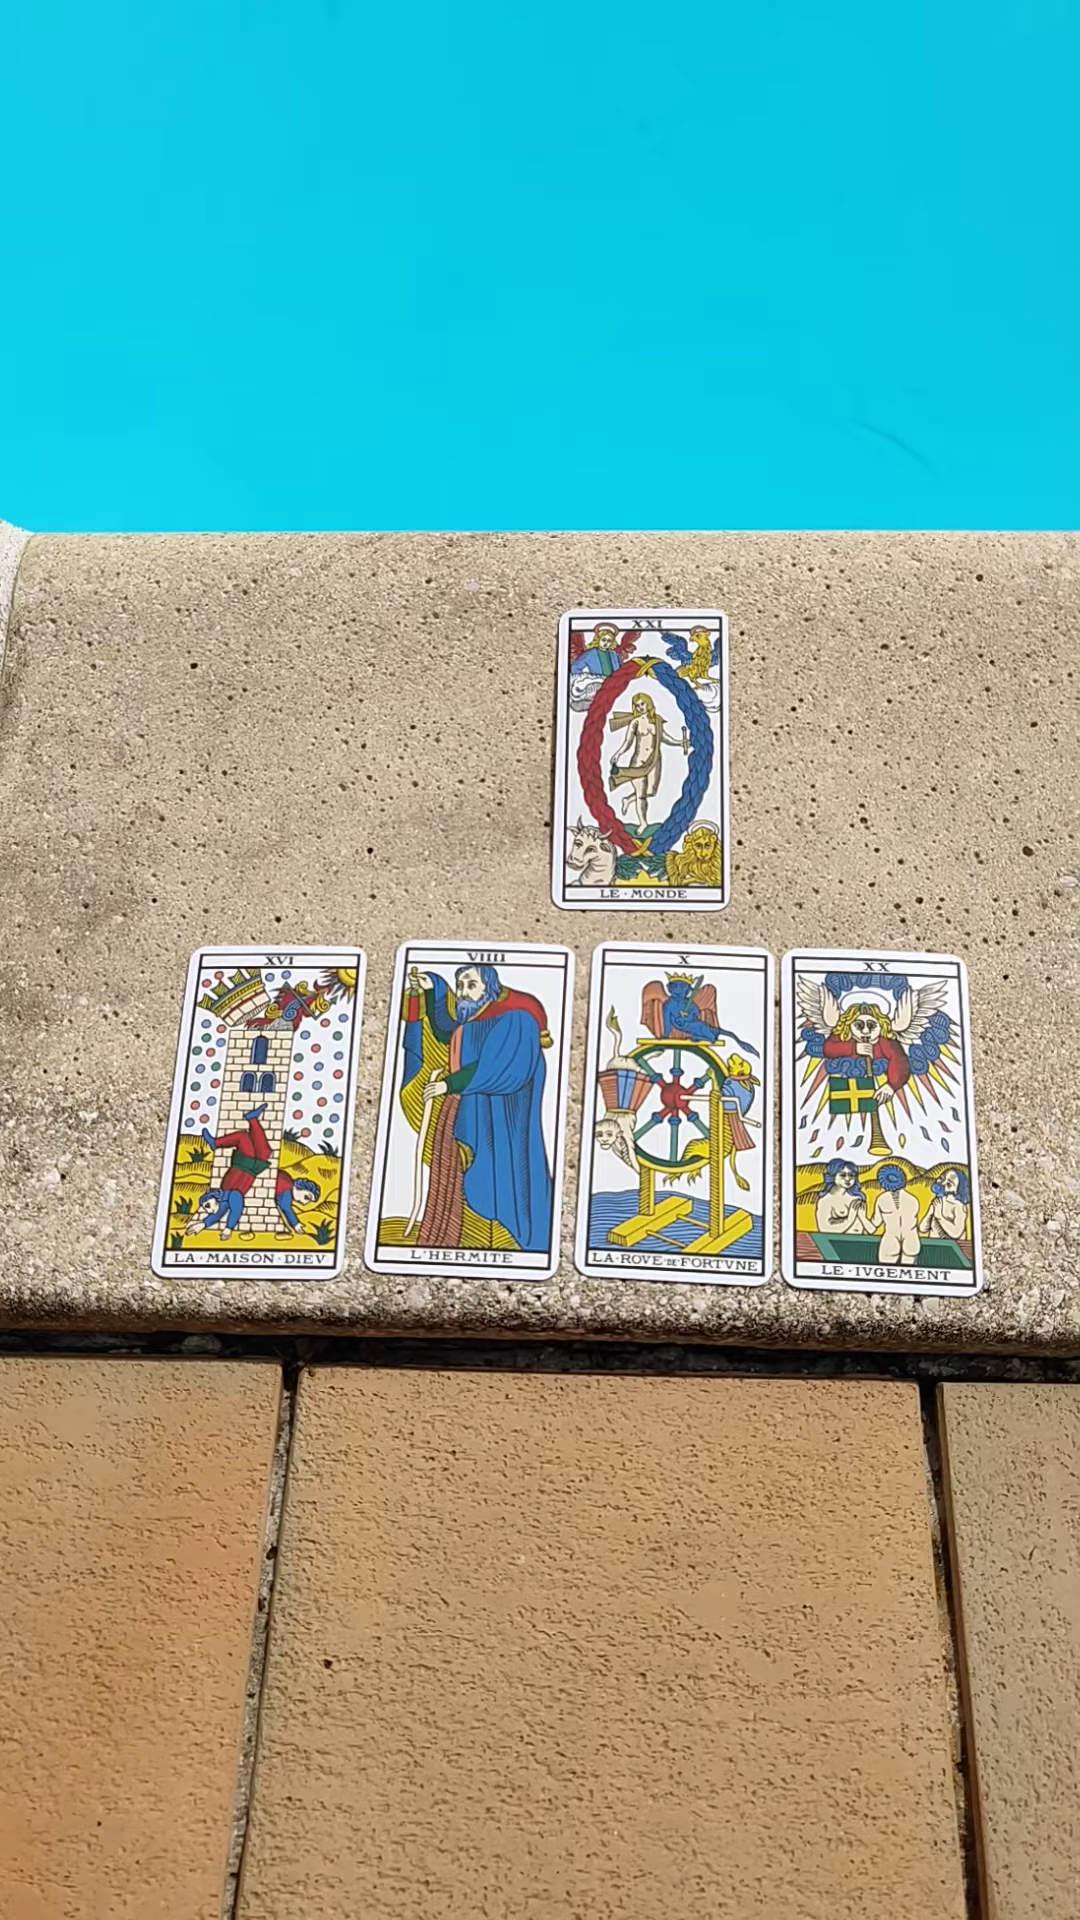 XXI
LE·MONDE
XVI
LA·MAISON·DIEV
VIIII
L'HERMITE
X
LA·ROVE·DE·FORTVNE
XX
LE·IVGEMENT